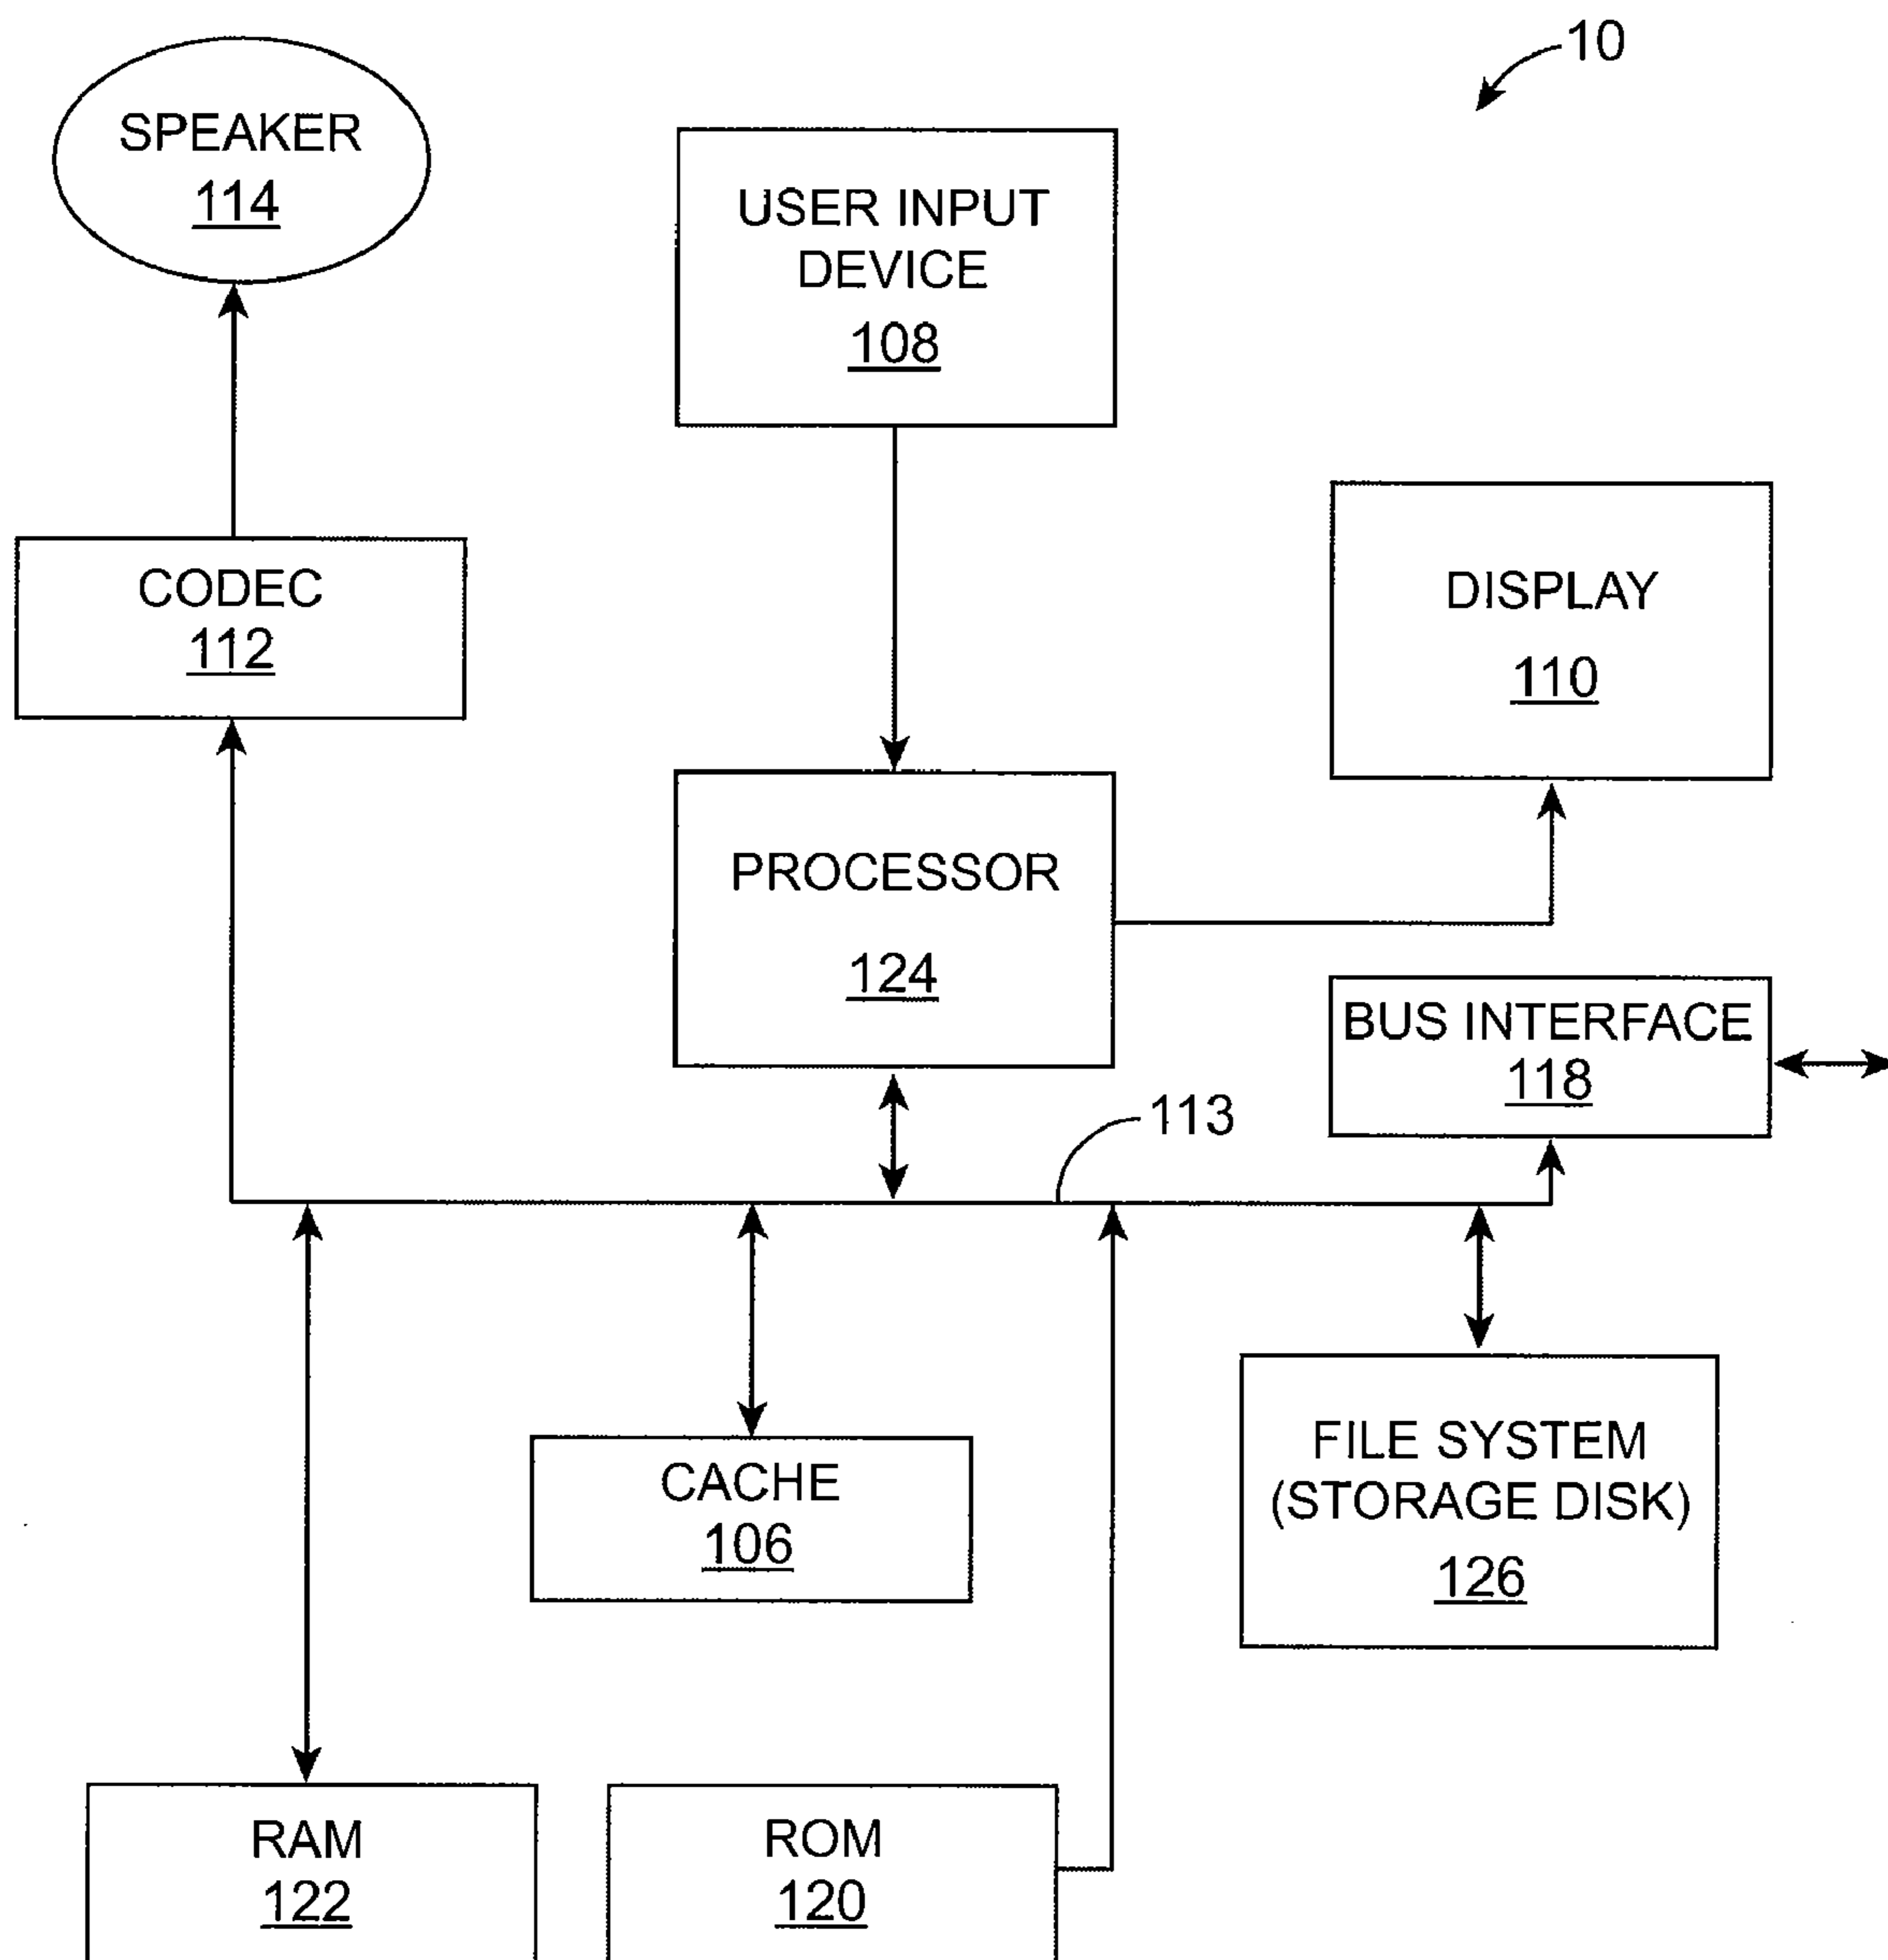 10
SPEAKER
114
USER INPUT
DEVICE
108
CODEC
112
DISPLAY
110
PROCESSOR
124
BUS INTERFACE
118
113
FILE SYSTEM
(STORAGE DISK)
126
CACHE
106
RAM
122
ROM
120